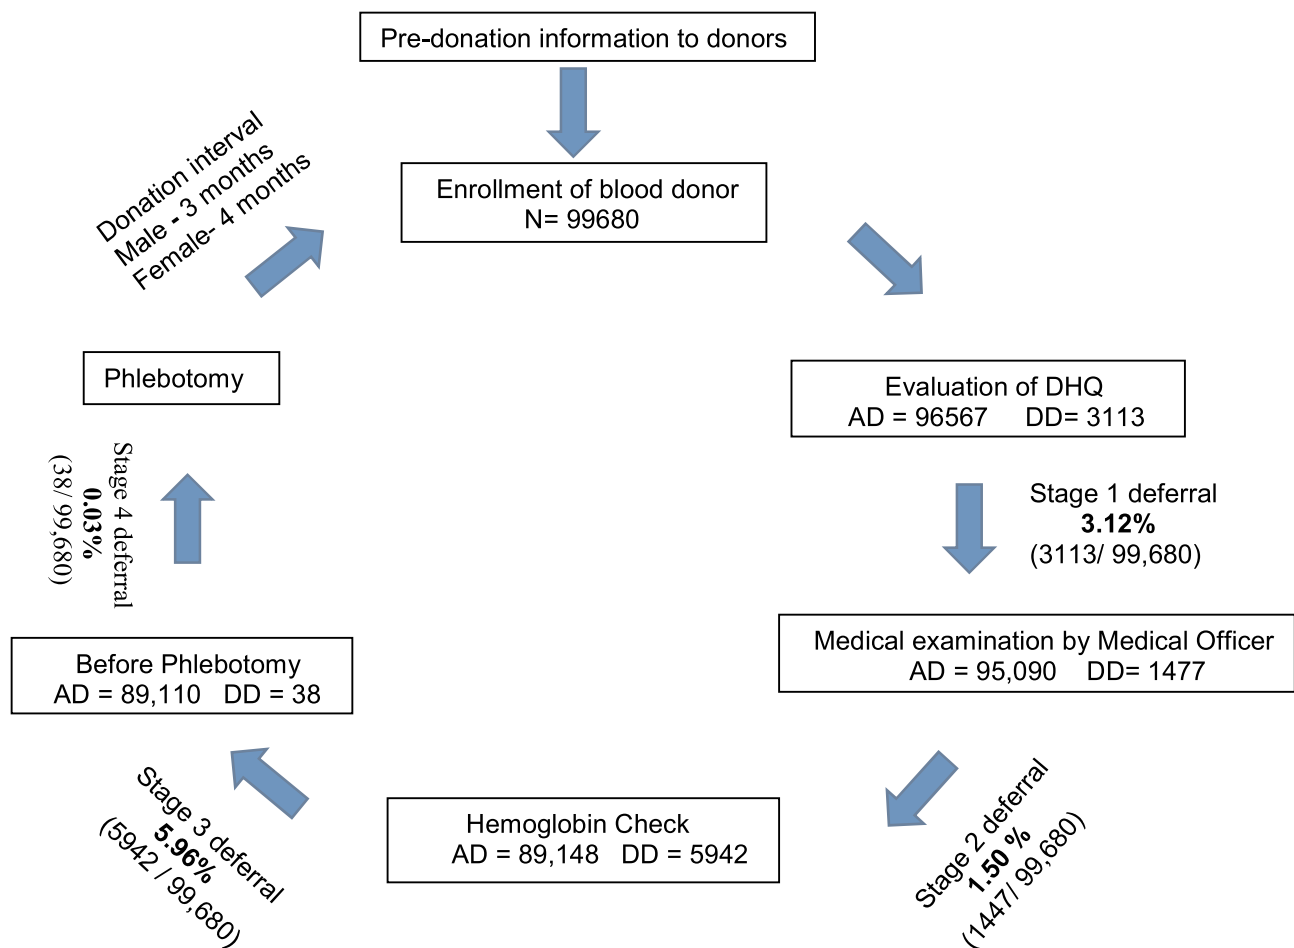 Pre-donation information to donors
Enrollment of blood donor
N= 99680
Evaluation of DHQ
AD = 96567 DD= 3113
Stage 1 deferral
3.12%
(3113/ 99,680)
Medical examination by Medical Officer
AD = 95,090 DD= 1477
Stage 2 deferral
1.50 %
(1447/ 99,680)
Hemoglobin Check
AD = 89,148 DD = 5942
Stage 3 deferral
5.96%
(5942 / 99,680)
Before Phlebotomy
AD = 89,110 DD = 38
Stage 4 deferral
0.03%
(38/ 99,680)
Phlebotomy
Donation interval
Male - 3 months
Female- 4 months